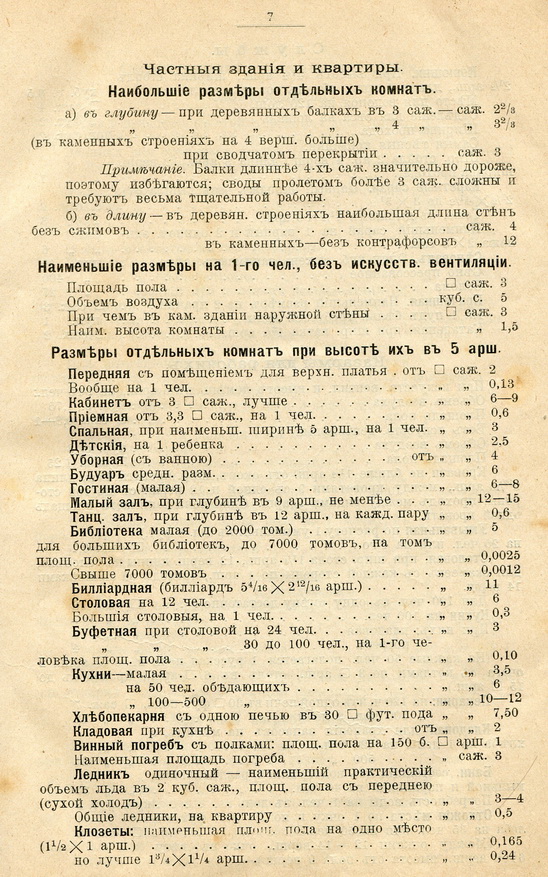 7
Частныя зданія и квартиры.
Наибольшіе размѣры отдѣльныхъ комнатъ.
а) въ глубину — при деревянныхъ балкахъ въ 3 саж. — саж. 2²/₃
„ „ „ „ „ 4 „ „ 3²/₃
(въ каменныхъ строеніяхъ на 4 верш. больше)
при сводчатомъ перекрытіи . . . . . саж. 3
Примѣчаніе. Балки длиннѣе 4-хъ саж. значительно дороже,
поэтому избѣгаются; своды пролетомъ болѣе 3 саж. сложны и
требуютъ весьма тщательной работы.
б) въ длину — въ деревян. строеніяхъ наибольшая длина стѣнъ
безъ сжимовъ . . . . . . . . . . . . . . . . . . . саж. 4
въ каменныхъ—безъ контрафорсовъ „ 12
Наименьшіе размѣры на 1-го чел., безъ искусств. вентиляціи.
Площадь пола . . . . . . . . . . . . . . . □ саж. 3
Объемъ воздуха . . . . . . . . . . . . . . куб. с. 5
При чемъ въ кам. зданіи наружной стѣны . . . . □ саж. 3
Наим. высота комнаты . . . . . . . . . . . . . „ 1,5
Размѣры отдѣльныхъ комнатъ при высотѣ ихъ въ 5 арш.
Передняя съ помѣщеніемъ для верхн. платья . отъ □ саж. 2
Вообще на 1 чел. . . . . . . . . . . . . . . „ „ 0,13
Кабинетъ отъ 3 □ саж., лучше . . . . . . . . „ „ 6—9
Пріемная отъ 3,3 □ саж., на 1 чел. . . . . . . „ „ 0,6
Спальная, при наименьш. ширинѣ 5 арш., на 1 чел. „ „ 3
Дѣтскія, на 1 ребенка . . . . . . . . . . . . „ „ 2.5
Уборная (съ ванною) . . . . . . . . . . . отъ „ „ 4
Будуаръ средн. разм. . . . . . . . . . . . . „ „ 6
Гостиная (малая) . . . . . . . . . . . . . . „ „ 6—8
Малый залъ, при глубинѣ въ 9 арш., не менѣе . . . „ „ 12—15
Танц. залъ, при глубинѣ въ 12 арш., на кажд. пару „ „ 0,6
Библіотека малая (до 2000 том.) . . . . . . . . „ „ 5
для большихъ библіотекъ, до 7000 томовъ, на томъ
площ. пола . . . . . . . . . . . . . . . . . . „ „ 0,0025
Свыше 7000 томовъ . . . . . . . . . . . . . „ „ 0,0012
Билліардная (билліардъ 5⁴/₁₆ × 2¹²/₁₆ арш.) . . . . „ „ 11
Столовая на 12 чел. . . . . . . . . . . . . . „ „ 6
Большія столовыя, на 1 чел. . . . . . . . . . . „ „ 0,3
Буфетная при столовой на 24 чел. . . . . . . . . „ „ 3
„ „ „ 30 до 100 чел., на 1-го че-
ловѣка площ. пола . . . . . . . . . . . . . . . „ „ 0,10
Кухни—малая . . . . . . . . . . . . . . . . „ „ 3,5
на 50 чел. обѣдающихъ . . . . . . . . . „ „ 6
„ 100—500 „ . . . . . . . . . „ „ 10—12
Хлѣбопекарня съ одною печью въ 30 □ фут. пода „ „ 7,50
Кладовая при кухнѣ . . . . . . . . . . . отъ „ „ 2
Винный погребъ съ полками: площ. пола на 150 б. □ арш. 1
Наименьшая площадь погреба . . . . . . . . . „ саж. 3
Ледникъ одиночный — наименьшій практическій
объемъ льда въ 2 куб. саж., площ. пола съ переднею
(сухой холодъ) . . . . . . . . . . . . . . . . „ „ 3—4
Общіе ледники, на квартиру . . . . . . . . . „ „ 0,5
Клозеты: наименьшая площ. пола на одно мѣсто
(1¹/₂ × 1 арш.) . . . . . . . . . . . . . . . . „ „ 0,165
но лучше 1³/₄ × 1¹/₄ арш. . . . . . . . . . . „ „ 0,24